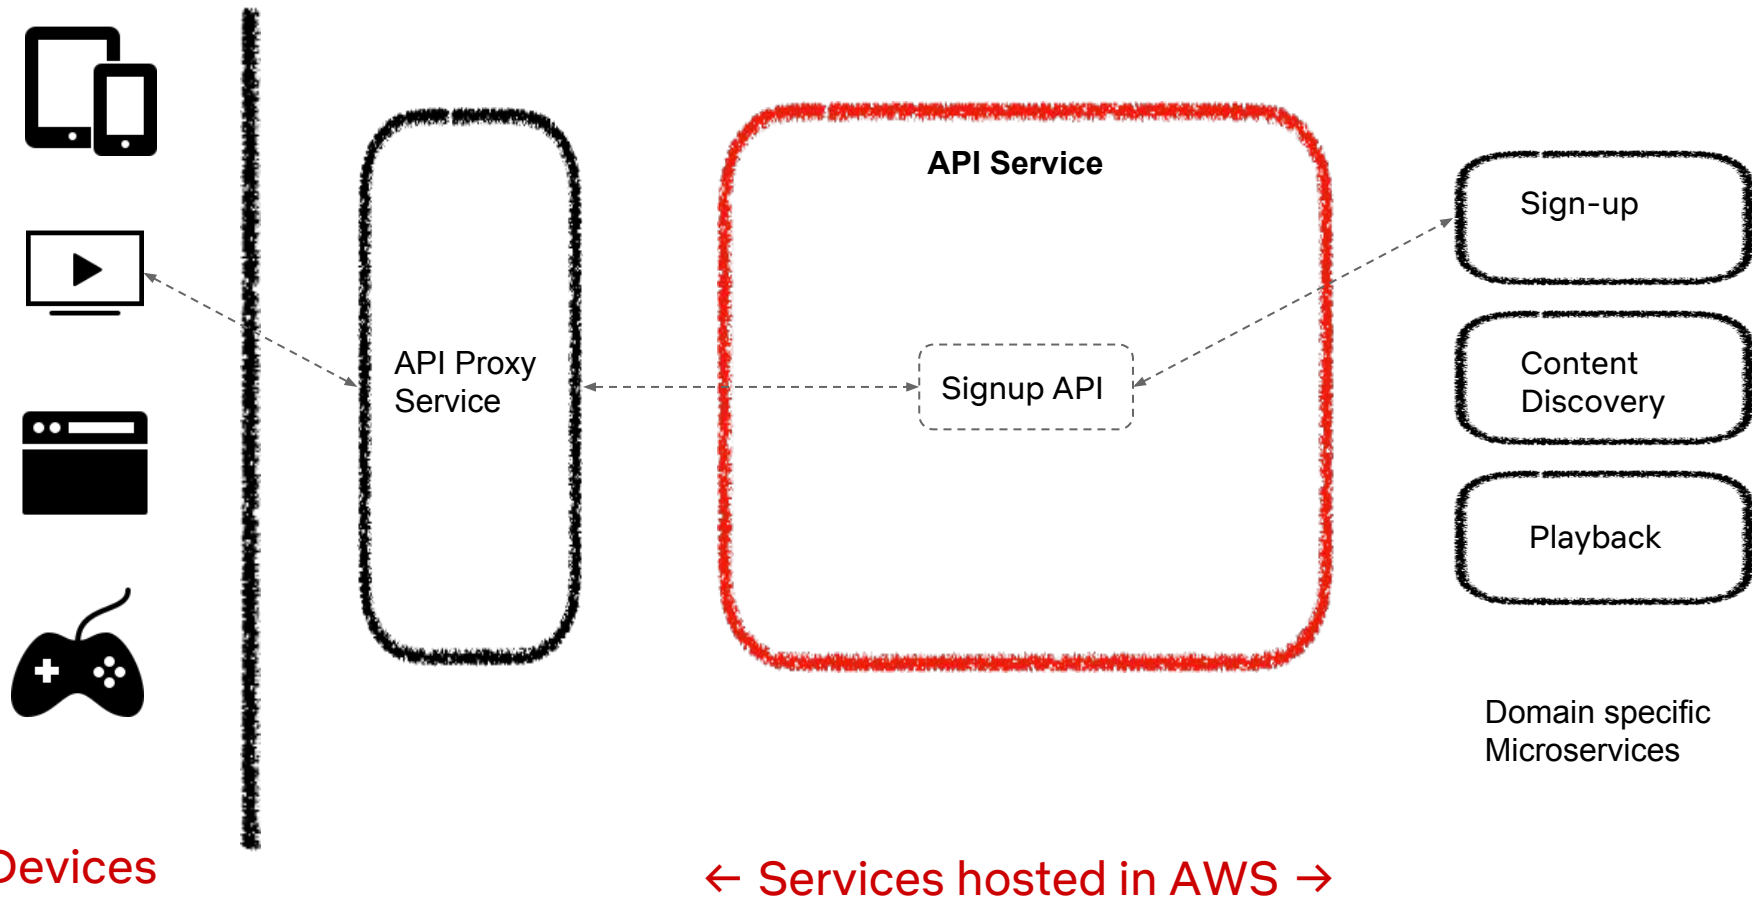 API Service
Sign-up
API Proxy
Service
Signup API
Content
Discovery
Playback
Domain specific
Microservices
Devices
← Services hosted in AWS →